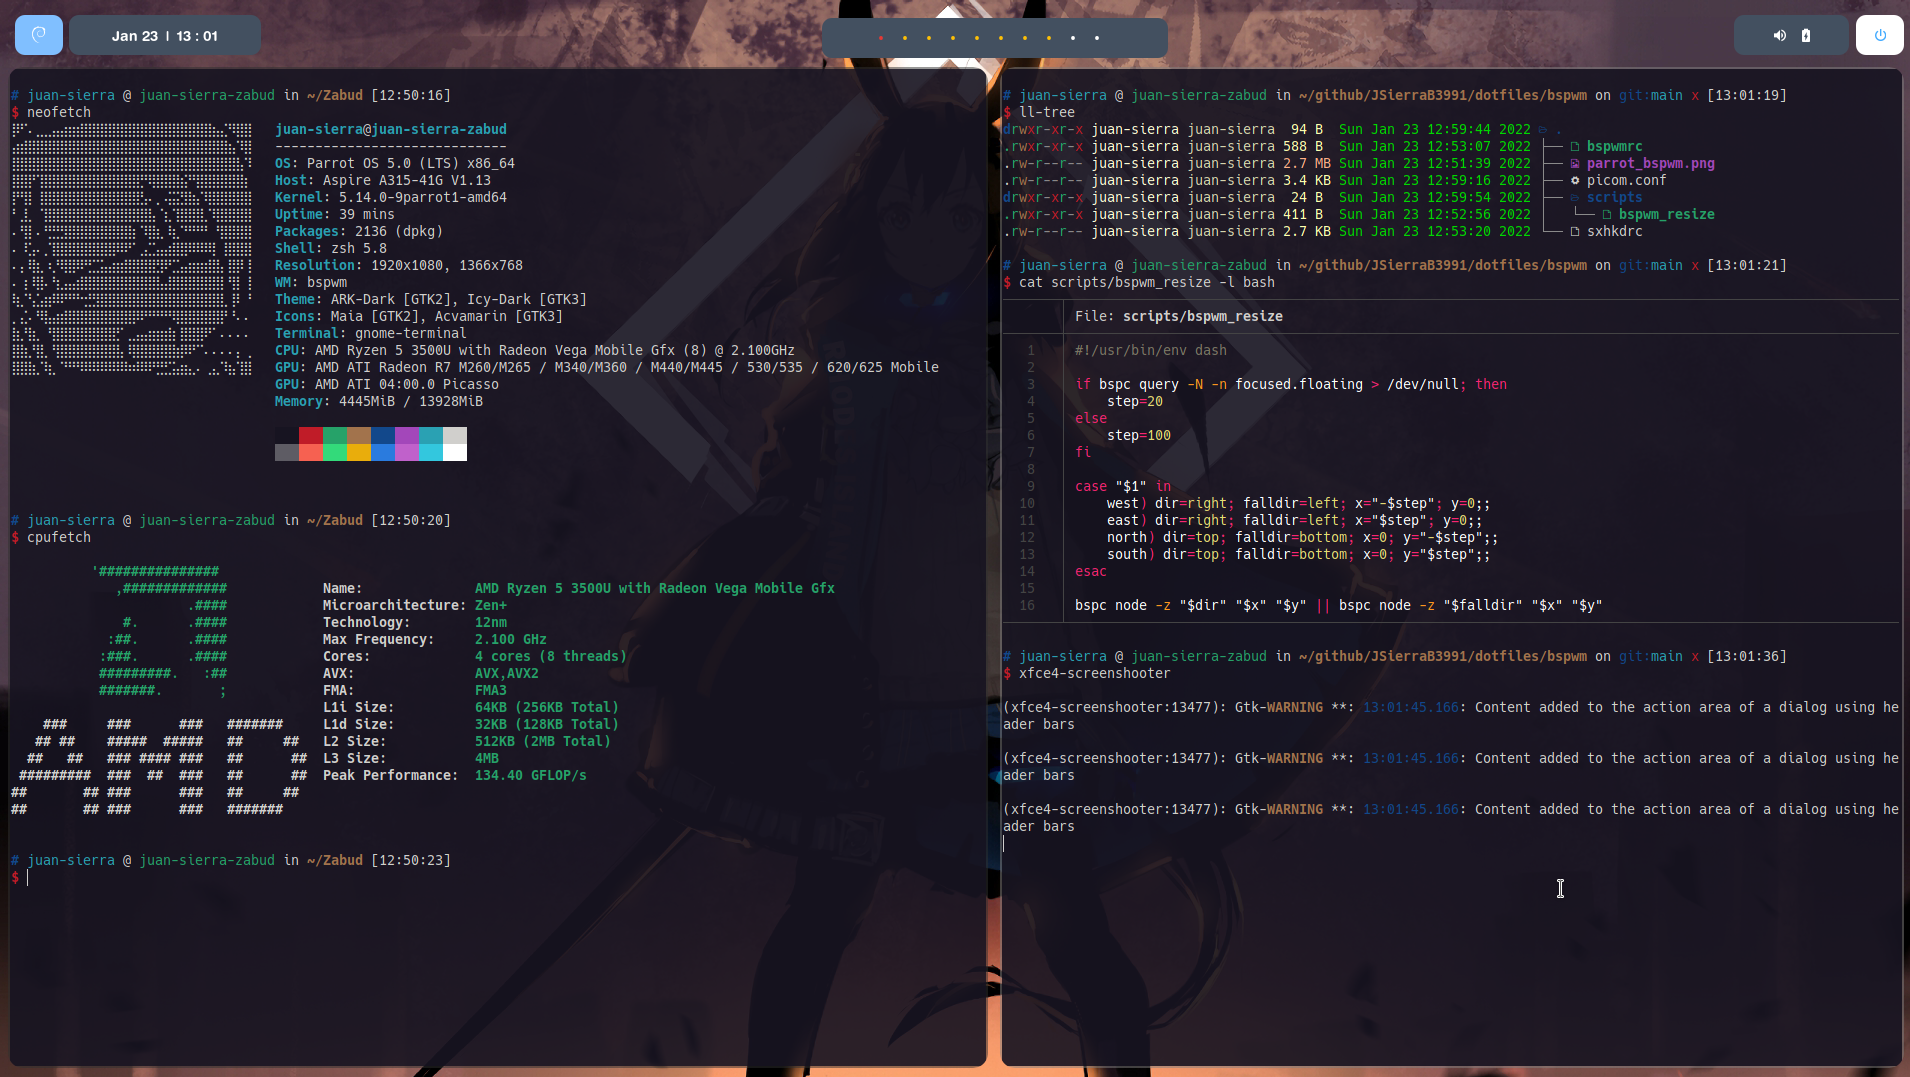 Jan 23 | 13 : 01
# juan-sierra @ juan-sierra-zabud in ~/Zabud [12:50:16]
$ neofetch
juan-sierra@juan-sierra-zabud
-----------------------------
OS: Parrot OS 5.0 (LTS) x86_64
Host: Aspire A315-41G V1.13
Kernel: 5.14.0-9parrot1-amd64
Uptime: 39 mins
Packages: 2136 (dpkg)
Shell: zsh 5.8
Resolution: 1920x1080, 1366x768
WM: bspwm
Theme: ARK-Dark [GTK2], Icy-Dark [GTK3]
Icons: Maia [GTK2], Acvamarin [GTK3]
Terminal: gnome-terminal
CPU: AMD Ryzen 5 3500U with Radeon Vega Mobile Gfx (8) @ 2.100GHz
GPU: AMD ATI Radeon R7 M260/M265 / M340/M360 / M440/M445 / 530/535 / 620/625 Mobile
GPU: AMD ATI 04:00.0 Picasso
Memory: 4445MiB / 13928MiB
# juan-sierra @ juan-sierra-zabud in ~/Zabud [12:50:20]
$ cpufetch
Name: AMD Ryzen 5 3500U with Radeon Vega Mobile Gfx
Microarchitecture: Zen+
Technology: 12nm
Max Frequency: 2.100 GHz
Cores: 4 cores (8 threads)
AVX: AVX,AVX2
FMA: FMA3
L1i Size: 64KB (256KB Total)
L1d Size: 32KB (128KB Total)
L2 Size: 512KB (2MB Total)
L3 Size: 4MB
Peak Performance: 134.40 GFLOP/s
# juan-sierra @ juan-sierra-zabud in ~/Zabud [12:50:23]
$
# juan-sierra @ juan-sierra-zabud in ~/github/JSierraB3991/dotfiles/bspwm on git:main x [13:01:19]
$ ll-tree
drwxr-xr-x juan-sierra juan-sierra 94 B Sun Jan 23 12:59:44 2022 .
.rwxr-xr-x juan-sierra juan-sierra 588 B Sun Jan 23 12:53:07 2022 ├── bspwmrc
.rw-r--r-- juan-sierra juan-sierra 2.7 MB Sun Jan 23 12:51:39 2022 ├── parrot_bspwm.png
.rw-r--r-- juan-sierra juan-sierra 3.4 KB Sun Jan 23 12:59:16 2022 ├── picom.conf
drwxr-xr-x juan-sierra juan-sierra 24 B Sun Jan 23 12:59:54 2022 ├── scripts
.rwxr-xr-x juan-sierra juan-sierra 411 B Sun Jan 23 12:52:56 2022 │   └── bspwm_resize
.rw-r--r-- juan-sierra juan-sierra 2.7 KB Sun Jan 23 12:53:20 2022 └── sxhkdrc
# juan-sierra @ juan-sierra-zabud in ~/github/JSierraB3991/dotfiles/bspwm on git:main x [13:01:21]
$ cat scripts/bspwm_resize -l bash
File: scripts/bspwm_resize
1 #!/usr/bin/env dash
2
3 if bspc query -N -n focused.floating > /dev/null; then
4     step=20
5 else
6     step=100
7 fi
8
9 case "$1" in
10     west) dir=right; falldir=left; x="-$step"; y=0;;
11     east) dir=right; falldir=left; x="$step"; y=0;;
12     north) dir=top; falldir=bottom; x=0; y="-$step";;
13     south) dir=top; falldir=bottom; x=0; y="$step";;
14 esac
15
16 bspc node -z "$dir" "$x" "$y" || bspc node -z "$falldir" "$x" "$y"
# juan-sierra @ juan-sierra-zabud in ~/github/JSierraB3991/dotfiles/bspwm on git:main x [13:01:36]
$ xfce4-screenshooter
(xfce4-screenshooter:13477): Gtk-WARNING **: 13:01:45.166: Content added to the action area of a dialog using he
ader bars
(xfce4-screenshooter:13477): Gtk-WARNING **: 13:01:45.166: Content added to the action area of a dialog using he
ader bars
(xfce4-screenshooter:13477): Gtk-WARNING **: 13:01:45.166: Content added to the action area of a dialog using he
ader bars